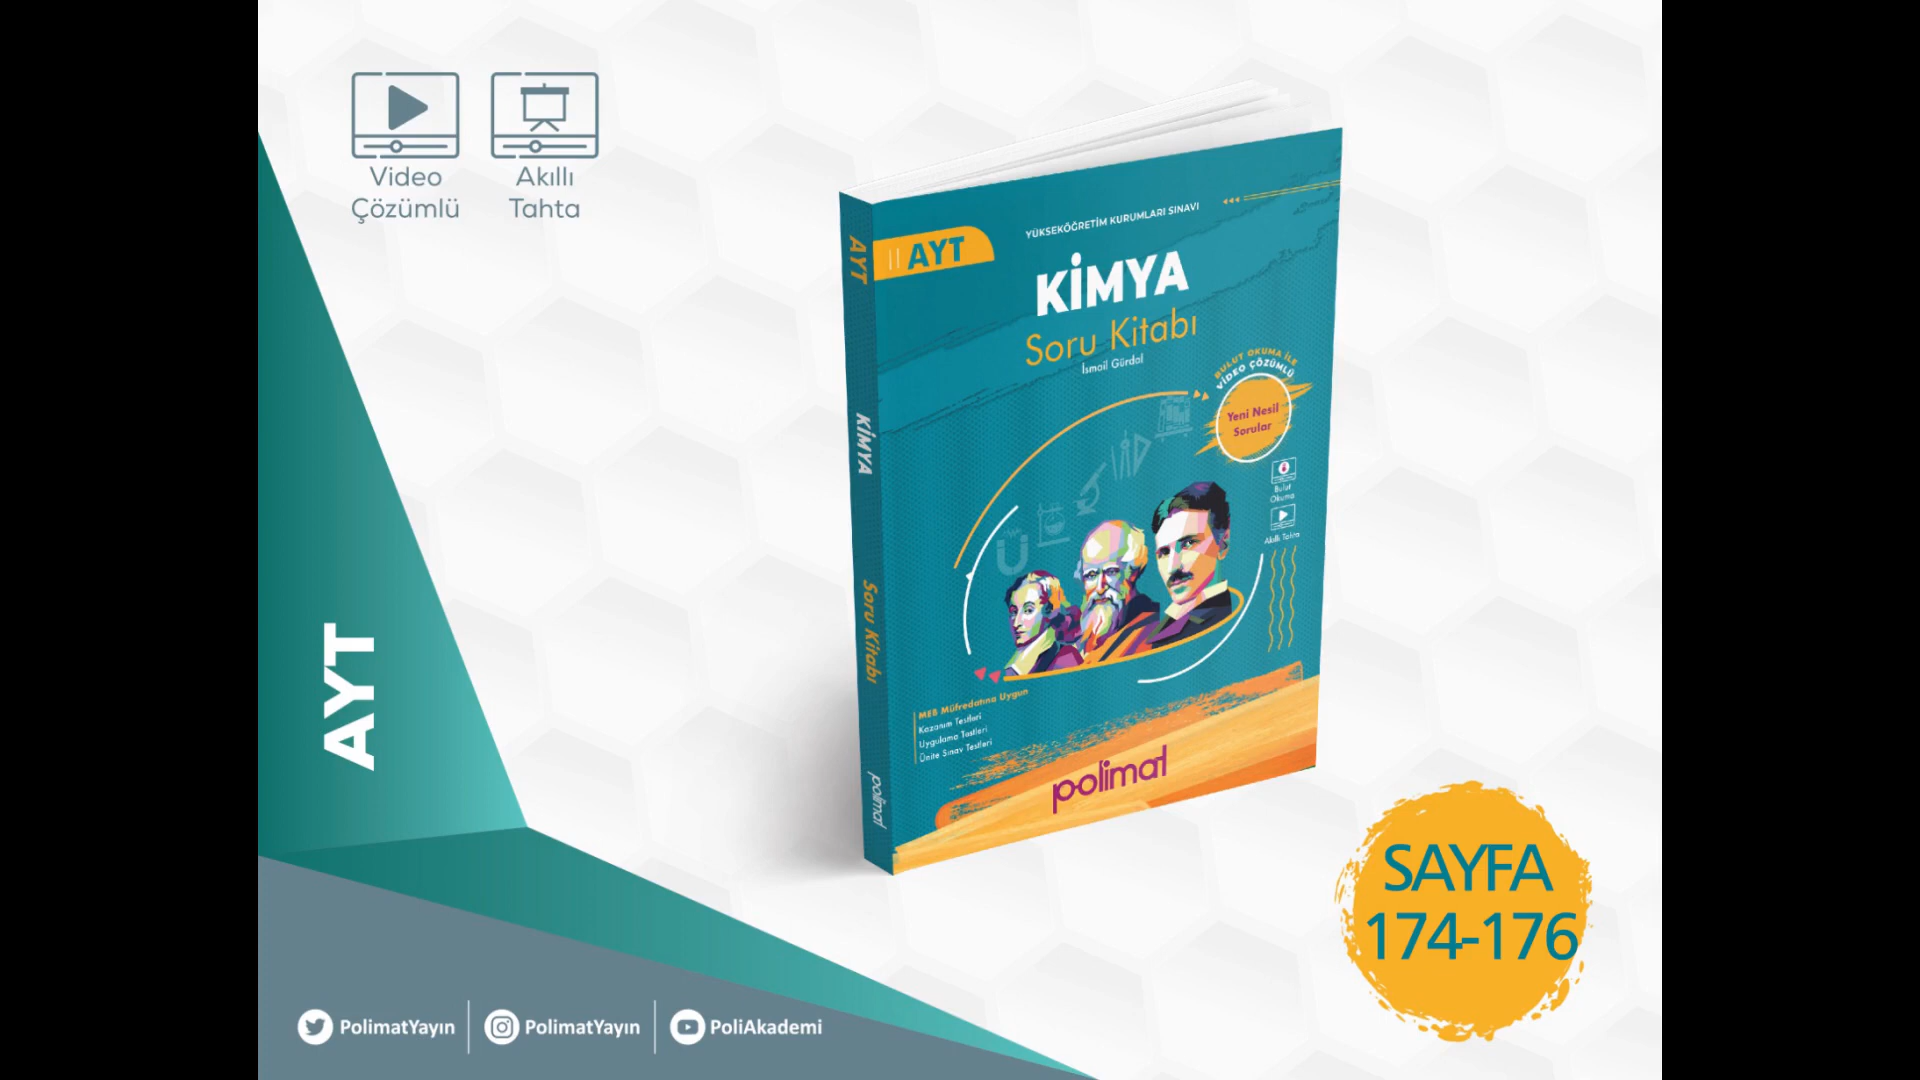 Video
Çözümlü
Akıllı
Tahta
AYT
YÜKSEKÖĞRETİM KURUMLARI SINAVI
KİMYA
Soru Kitabı
İsmail Gürdal
BULUT OKUMA İLE
VİDEO ÇÖZÜMLÜ
Yeni Nesil
Sorular
Bulut
Okuma
Akıllı Tahta
MEB Müfredatına Uygun
Kazanım Testleri
Uygulama Testleri
Ünite Sınav Testleri
polimat
AYT
KİMYA
Soru Kitabı
polimat
AYT
SAYFA
174-176
PolimatYayın
PolimatYayın
PoliAkademi